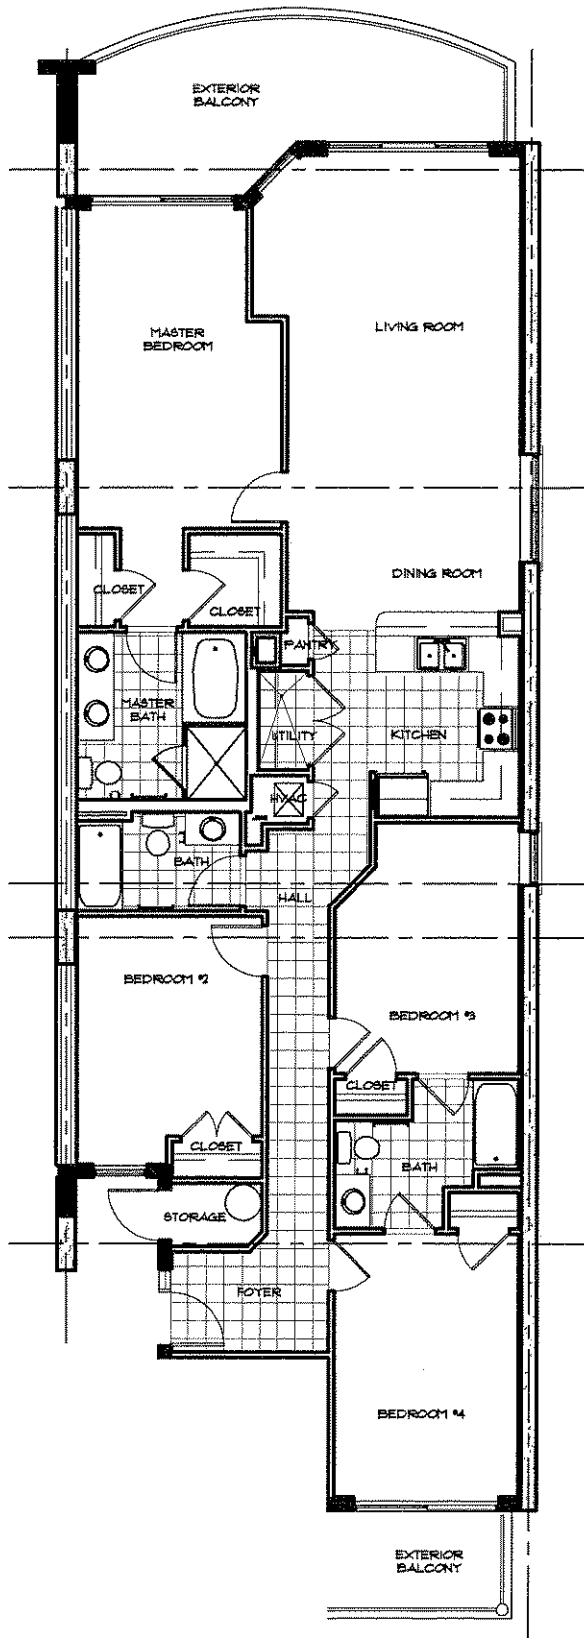 EXTERIOR
BALCONY
LIVING ROOM
MASTER
BEDROOM
DINING ROOM
CLOSET
CLOSET
PANTRY
MASTER
BATH
UTILITY
KITCHEN
HVAC
BATH
HALL
BEDROOM #2
BEDROOM #3
CLOSET
CLOSET
BATH
STORAGE
FOYER
BEDROOM #4
EXTERIOR
BALCONY